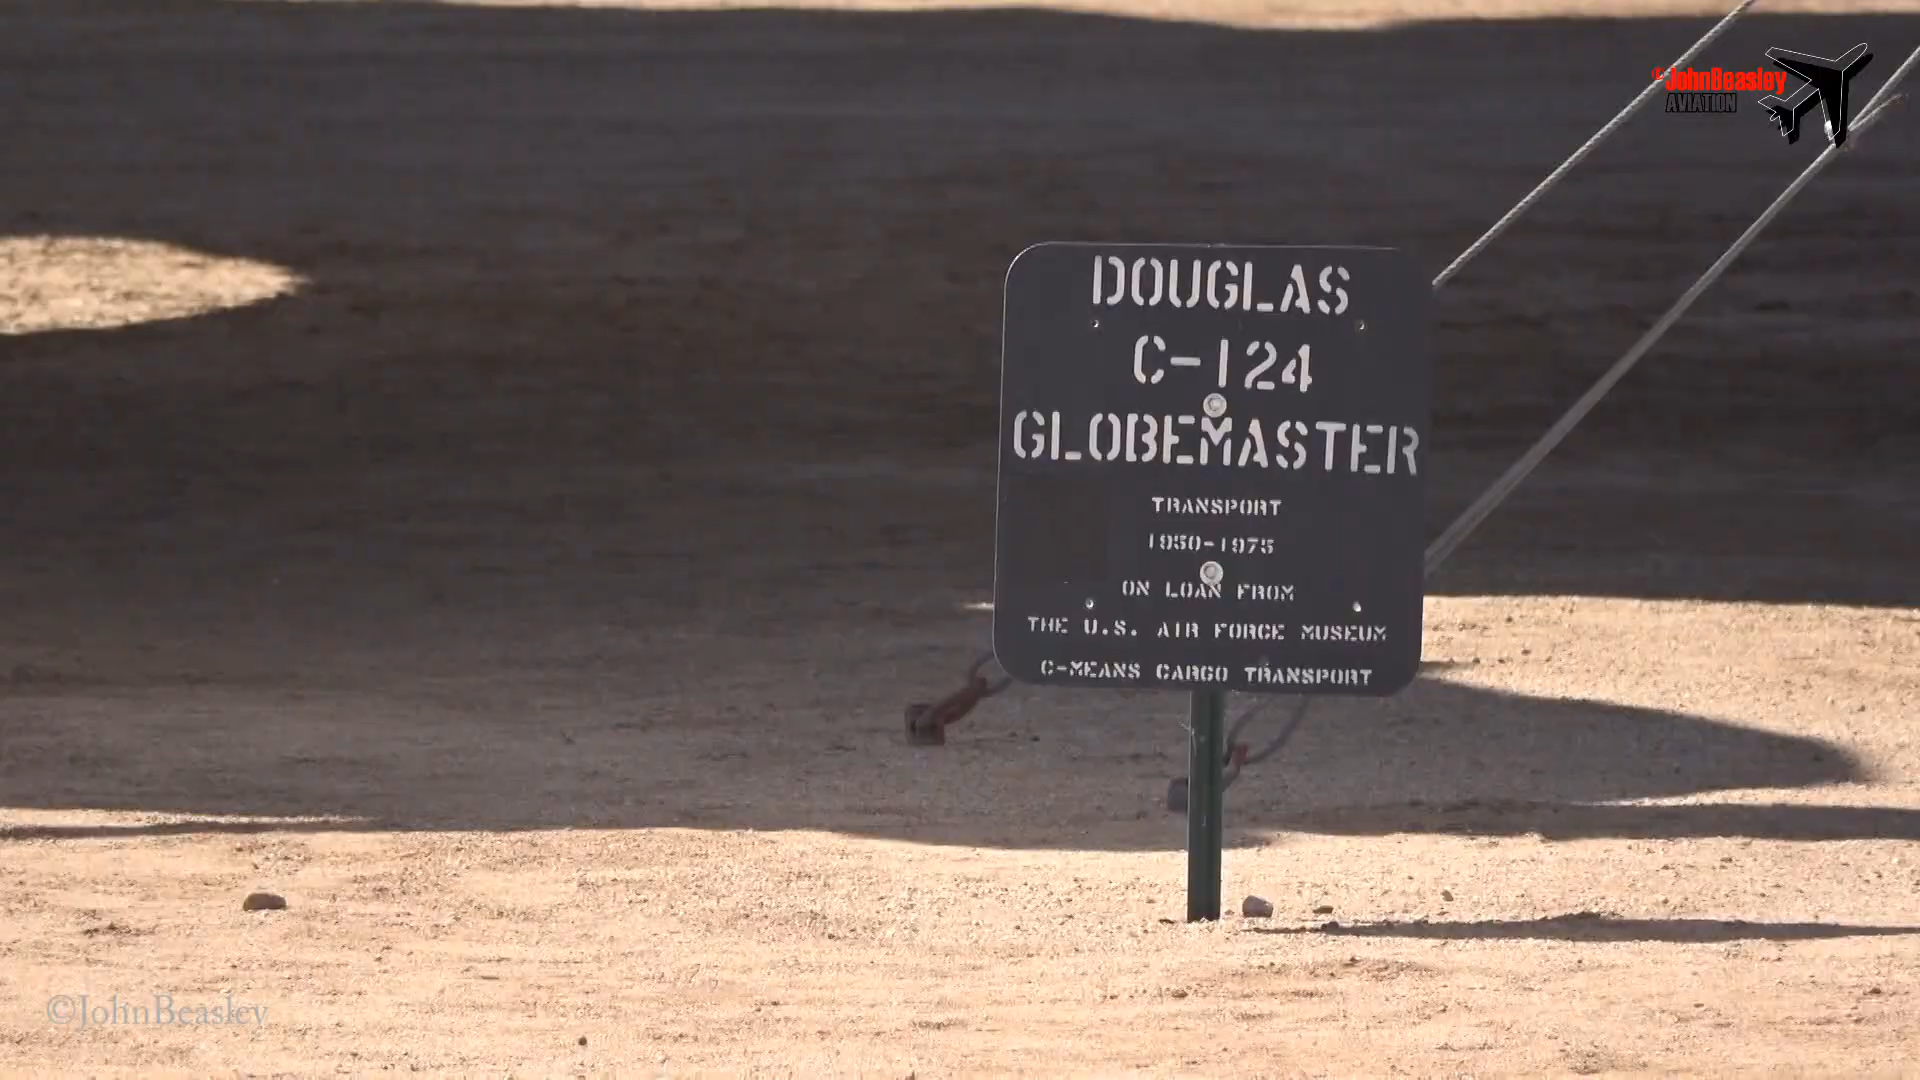 ©JohnBeasley
AVIATION
DOUGLAS
C-124
GLOBEMASTER
TRANSPORT
1950-1975
ON LOAN FROM
THE U.S. AIR FORCE MUSEUM
C-MEANS CARGO TRANSPORT
©JohnBeasley